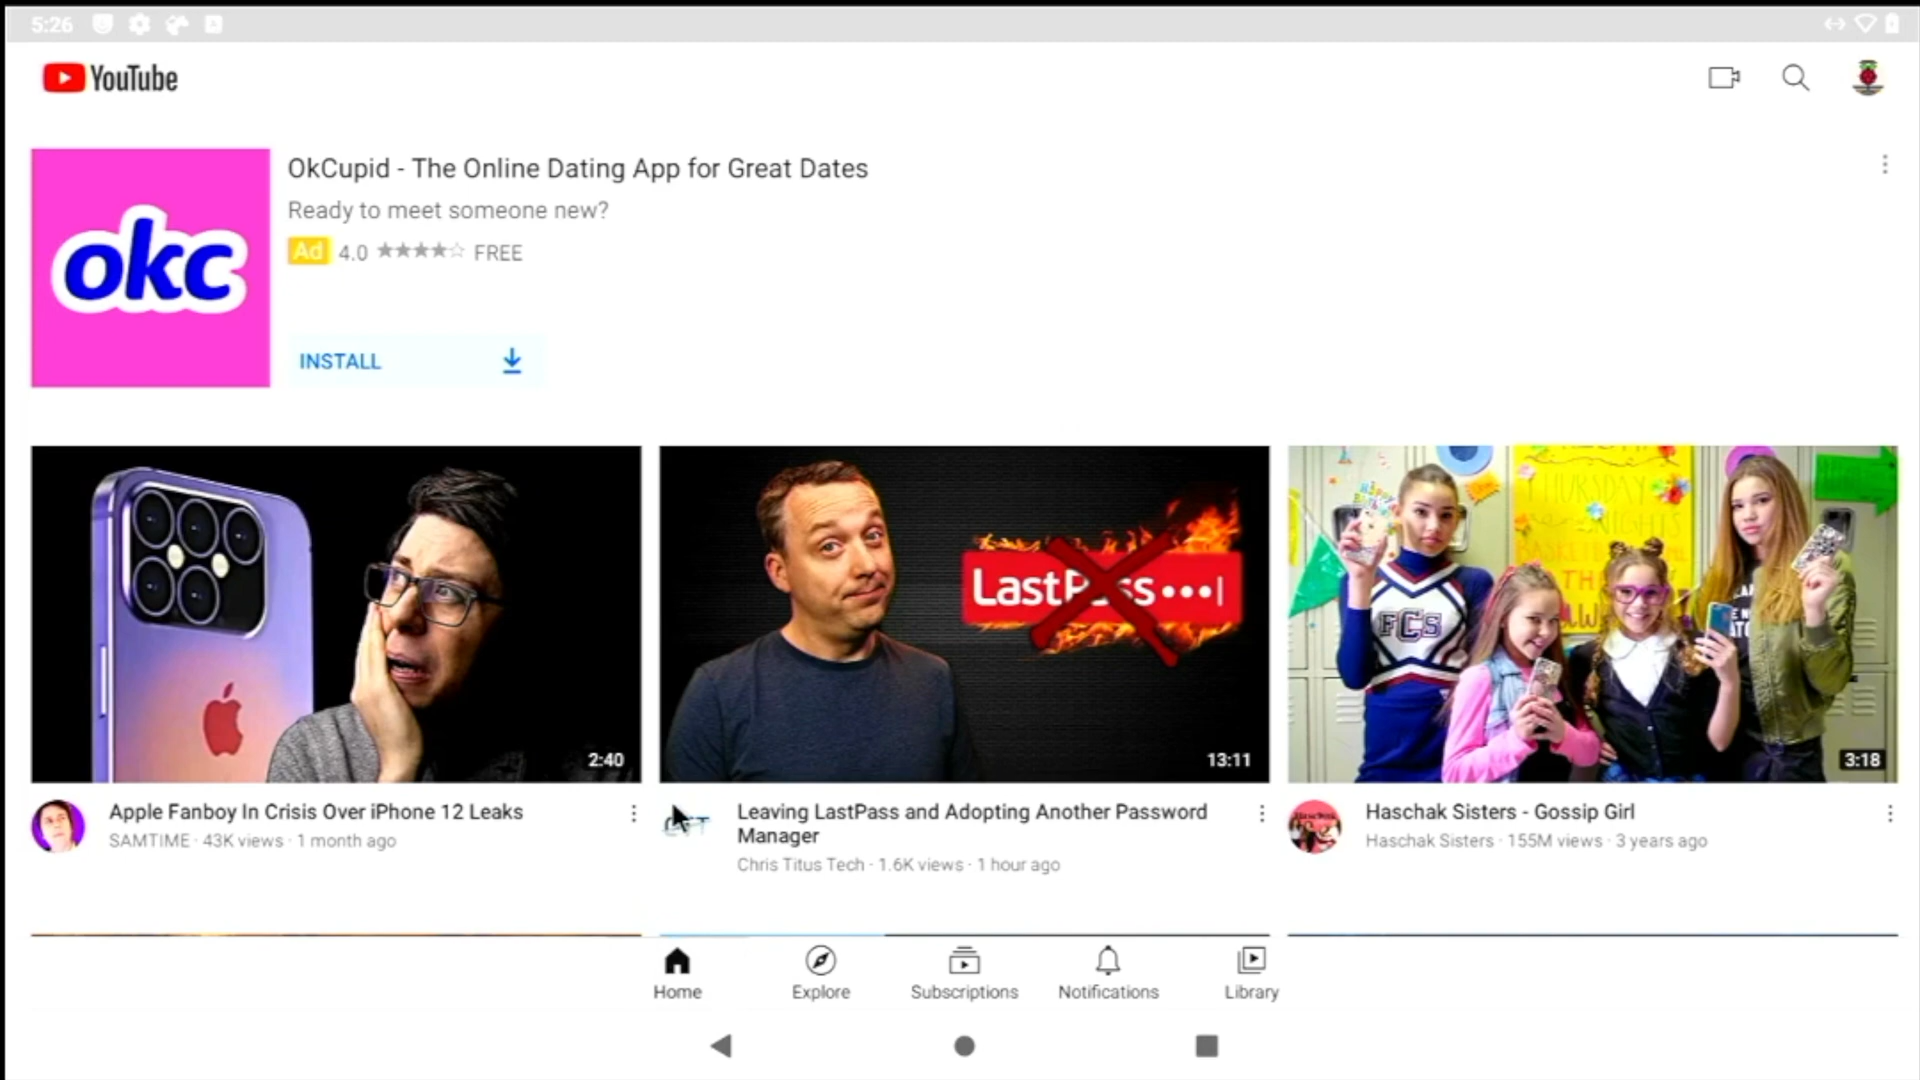 5:26
YouTube
OkCupid - The Online Dating App for Great Dates
Ready to meet someone new?
Ad 4.0 ★★★★☆ FREE
okc
INSTALL
2:40
LastPass•••|
13:11
THURSDAY
FCS
3:18
Apple Fanboy In Crisis Over iPhone 12 Leaks
SAMTIME · 43K views · 1 month ago
Leaving LastPass and Adopting Another Password
Manager
Chris Titus Tech · 1.6K views · 1 hour ago
Haschak Sisters - Gossip Girl
Haschak Sisters · 155M views · 3 years ago
Home
Explore
Subscriptions
Notifications
Library